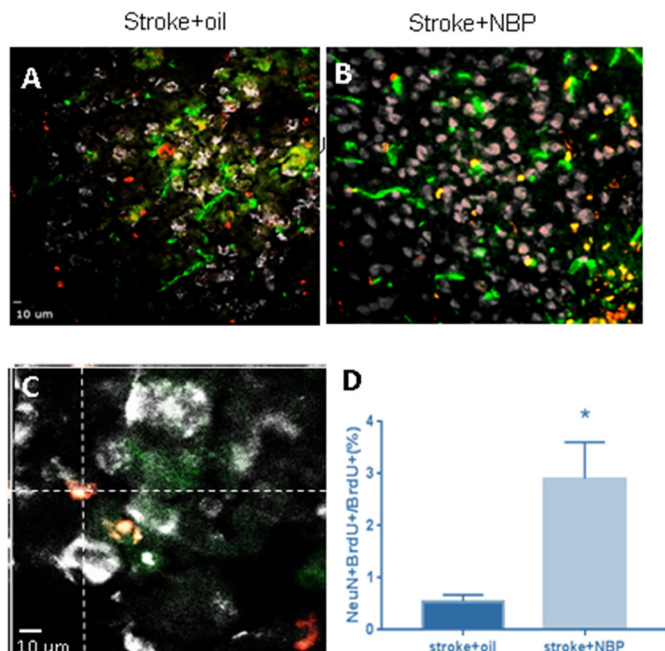 Stroke+oil
Stroke+NBP
A
B
10 um
C
D
10 um
NeuN+BrdU+/BrdU+(%)
4
3
2
1
0
*
stroke+oil
stroke+NBP